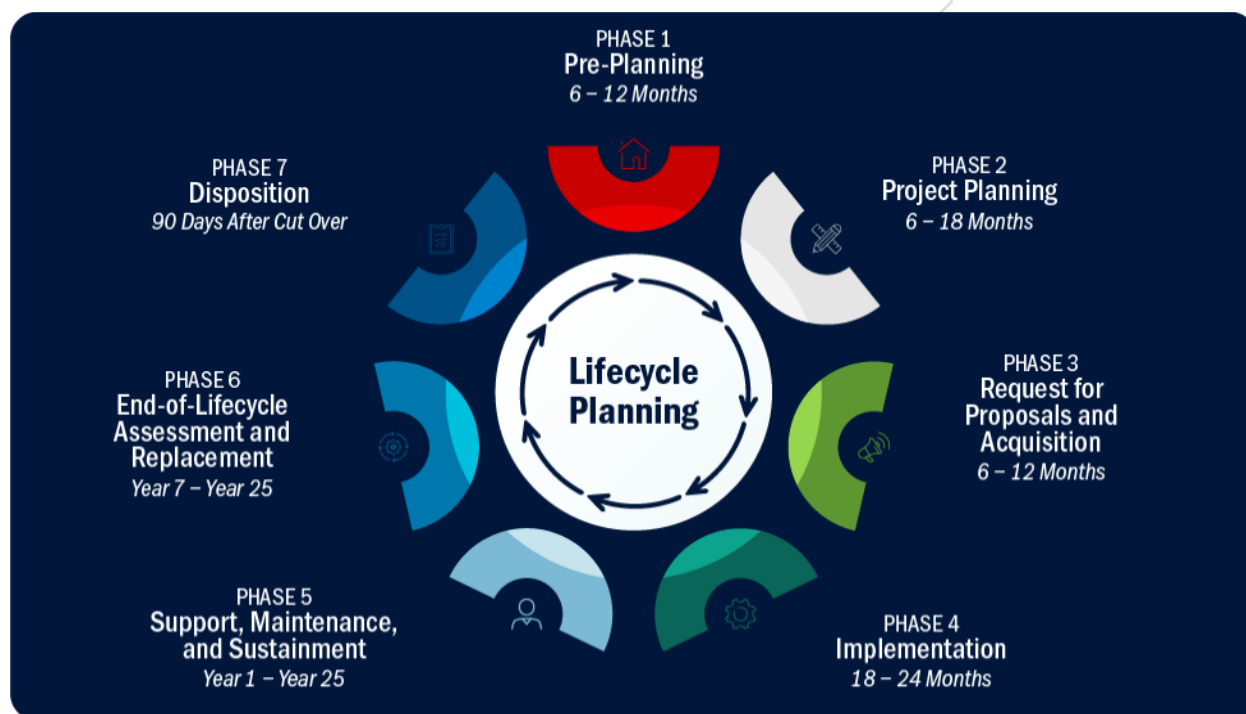 PHASE 1
Pre-Planning
6 – 12 Months
PHASE 2
Project Planning
6 – 18 Months
PHASE 3
Request for
Proposals and
Acquisition
6 – 12 Months
PHASE 4
Implementation
18 – 24 Months
PHASE 5
Support, Maintenance,
and Sustainment
Year 1 – Year 25
PHASE 6
End-of-Lifecycle
Assessment and
Replacement
Year 7 – Year 25
PHASE 7
Disposition
90 Days After Cut Over
Lifecycle
Planning